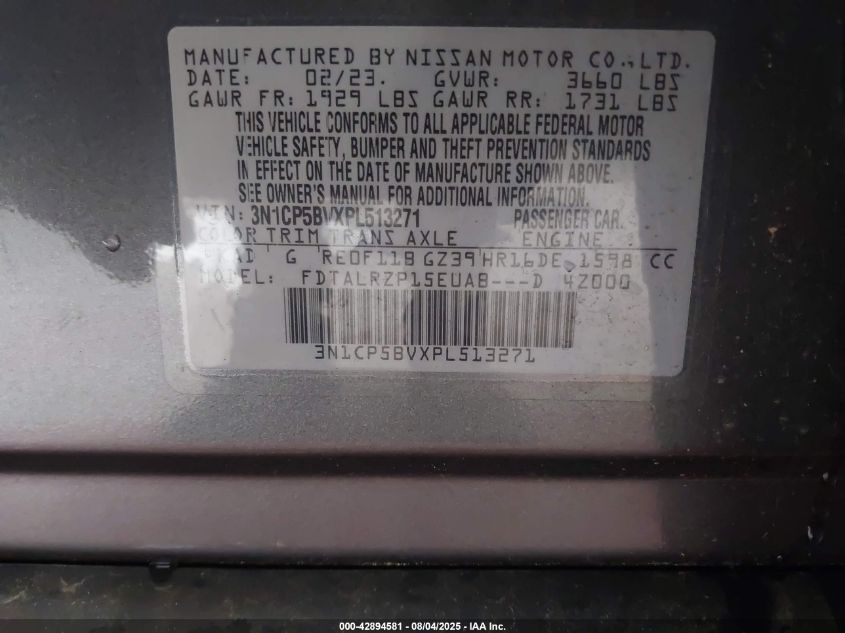 MANUFACTURED BY NISSAN MOTOR CO., LTD.
DATE: 02/23. GVWR: 3660 LBS
GAWR FR: 1929 LBS GAWR RR: 1731 LBS
THIS VEHICLE CONFORMS TO ALL APPLICABLE FEDERAL MOTOR
VEHICLE SAFETY, BUMPER AND THEFT PREVENTION STANDARDS
IN EFFECT ON THE DATE OF MANUFACTURE SHOWN ABOVE.
SEE OWNER'S MANUAL FOR ADDITIONAL INFORMATION.
VIN: 3N1CP5BVXPL513271 PASSENGER CAR.
COLOR TRIM TRANS AXLE ENGINE
G RE0F11B GZ39 HR16DE 1598 CC
MODEL: FDTALRZP15EUAB---D 4Z000
3N1CP5BVXPL513271
000-42894581 - 08/04/2025 - IAA Inc.